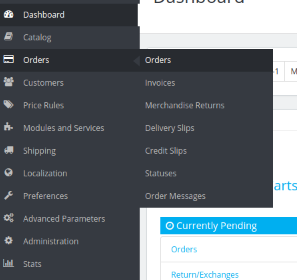 Dashboard
Dashboard
Catalog
Orders
Customers
Price Rules
Modules and Services
Shipping
Localization
Preferences
Advanced Parameters
Administration
Stats
Orders
Invoices
Merchandise Returns
Delivery Slips
Credit Slips
Statuses
Order Messages
-1
M
arts
Currently Pending
Orders
Return/Exchanges